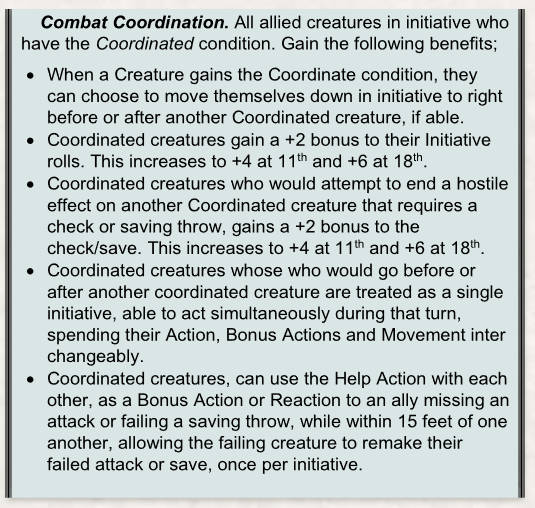 Combat Coordination. All allied creatures in initiative who
have the Coordinated condition. Gain the following benefits;
• When a Creature gains the Coordinate condition, they
can choose to move themselves down in initiative to right
before or after another Coordinated creature, if able.
• Coordinated creatures gain a +2 bonus to their Initiative
rolls. This increases to +4 at 11th and +6 at 18th.
• Coordinated creatures who would attempt to end a hostile
effect on another Coordinated creature that requires a
check or saving throw, gains a +2 bonus to the
check/save. This increases to +4 at 11th and +6 at 18th.
• Coordinated creatures whose who would go before or
after another coordinated creature are treated as a single
initiative, able to act simultaneously during that turn,
spending their Action, Bonus Actions and Movement inter
changeably.
• Coordinated creatures, can use the Help Action with each
other, as a Bonus Action or Reaction to an ally missing an
attack or failing a saving throw, while within 15 feet of one
another, allowing the failing creature to remake their
failed attack or save, once per initiative.